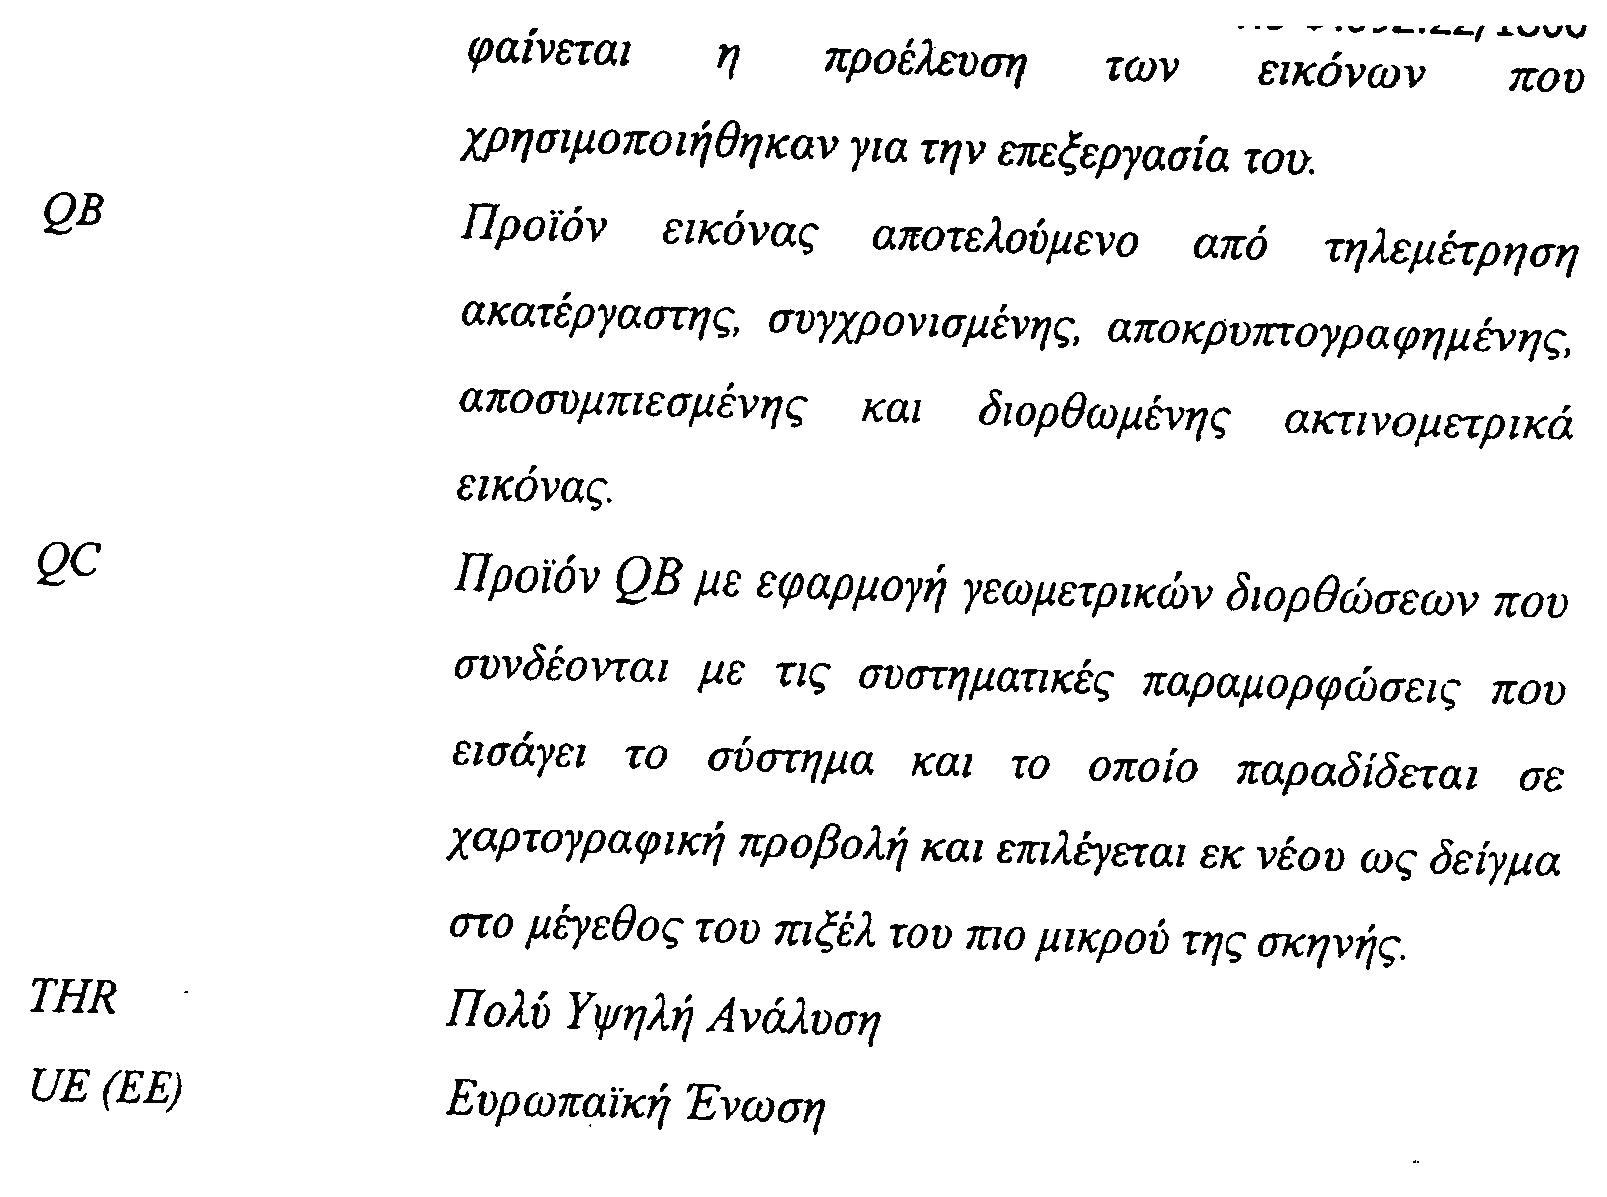 φαίνεται η προέλευση των εικόνων που
χρησιμοποιήθηκαν για την επεξεργασία του.
QB Προϊόν εικόνας αποτελούμενο από τηλεμέτρηση
ακατέργαστης, συγχρονισμένης, αποκρυπτογραφημένης,
αποσυμπιεσμένης και διορθωμένης ακτινομετρικά
εικόνας.
QC Προϊόν QB με εφαρμογή γεωμετρικών διορθώσεων που
συνδέονται με τις συστηματικές παραμορφώσεις που
εισάγει το σύστημα και το οποίο παραδίδεται σε
χαρτογραφική προβολή και επιλέγεται εκ νέου ως δείγμα
στο μέγεθος του πιξέλ του πιο μικρού της σκηνής.
THR Πολύ Υψηλή Ανάλυση
UE (EE) Ευρωπαϊκή Ένωση